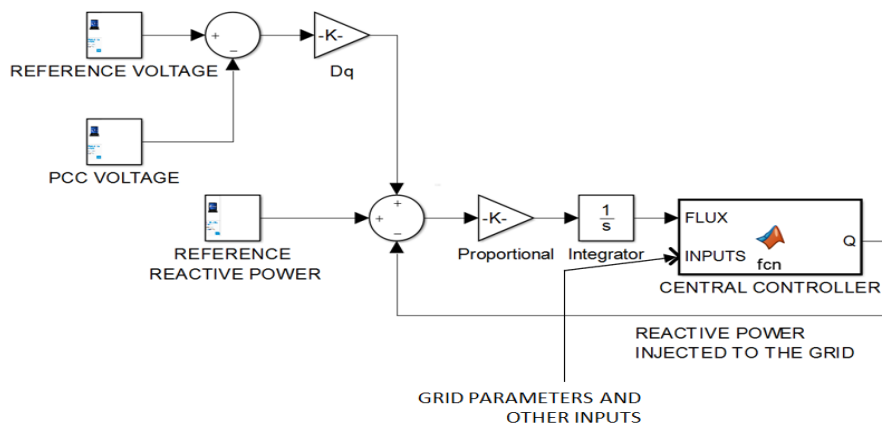 REFERENCE VOLTAGE
+
−
-K-
Dq
PCC VOLTAGE
REFERENCE
REACTIVE POWER
+
+
−
-K-
Proportional
1
s
Integrator
FLUX
INPUTS
fcn
Q
CENTRAL CONTROLLER
REACTIVE POWER
INJECTED TO THE GRID
GRID PARAMETERS AND
OTHER INPUTS